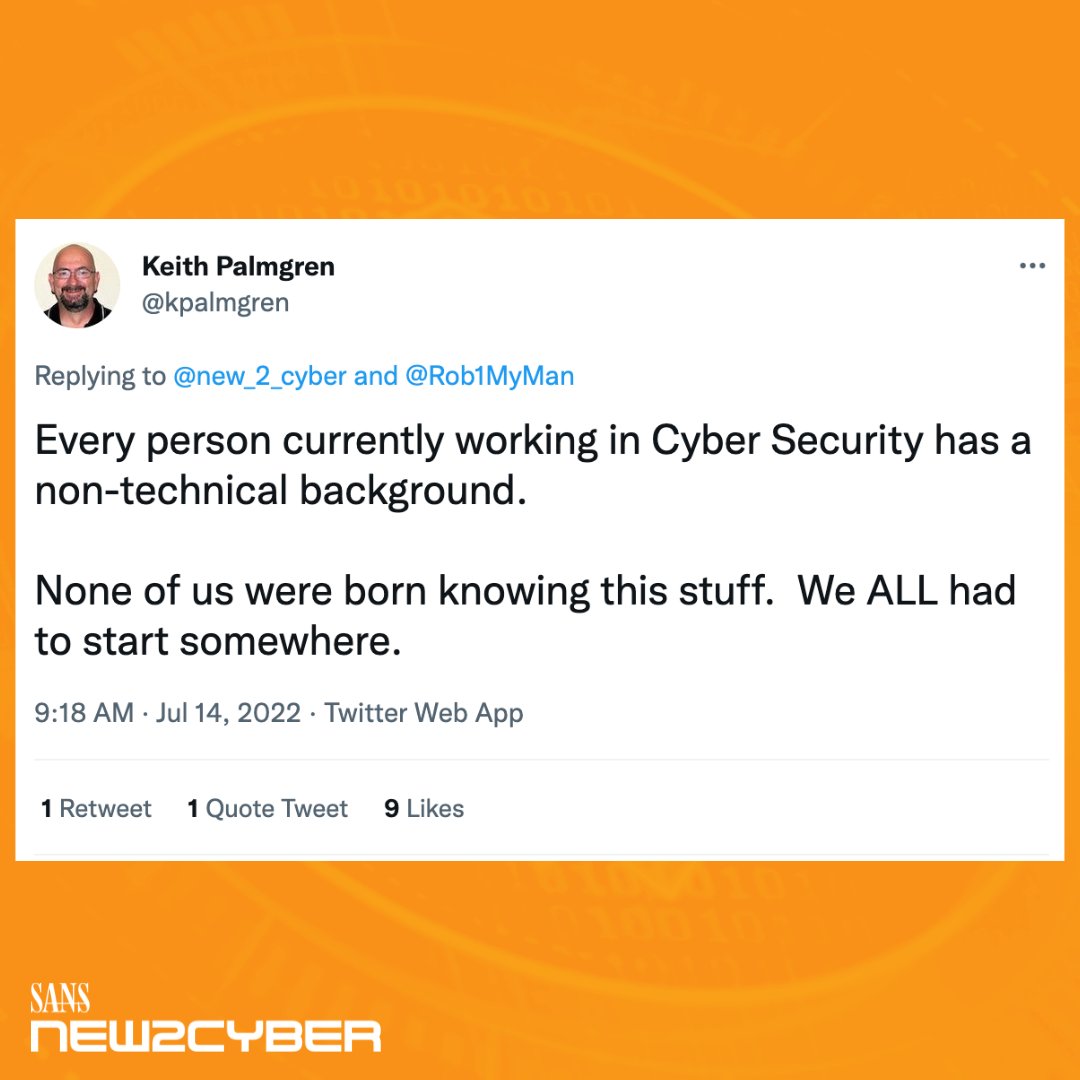 Keith Palmgren
@kpalmgren
Replying to @new_2_cyber and @Rob1MyMan
Every person currently working in Cyber Security has a
non-technical background.
None of us were born knowing this stuff.  We ALL had
to start somewhere.
9:18 AM · Jul 14, 2022 · Twitter Web App
1 Retweet 1 Quote Tweet 9 Likes
SANS
NEW2CYBER